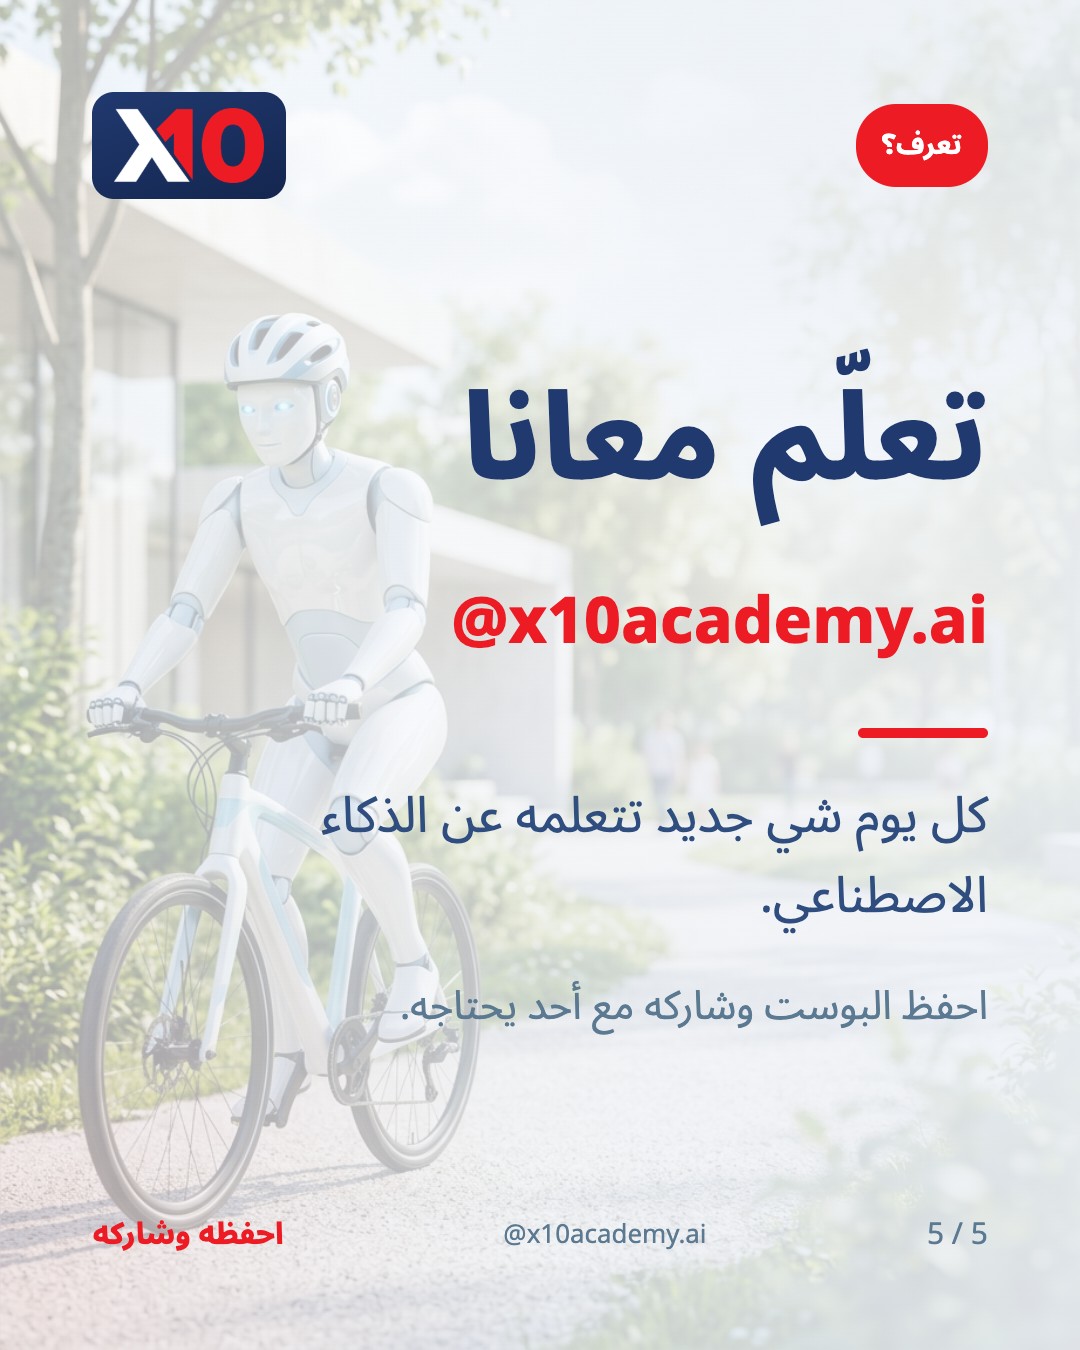 X10
تعرف؟
تعلّم معانا
@x10academy.ai
كل يوم شي جديد تتعلمه عن الذكاء
الاصطناعي.
احفظ البوست وشاركه مع أحد يحتاجه.
احفظه وشاركه
@x10academy.ai
5 / 5